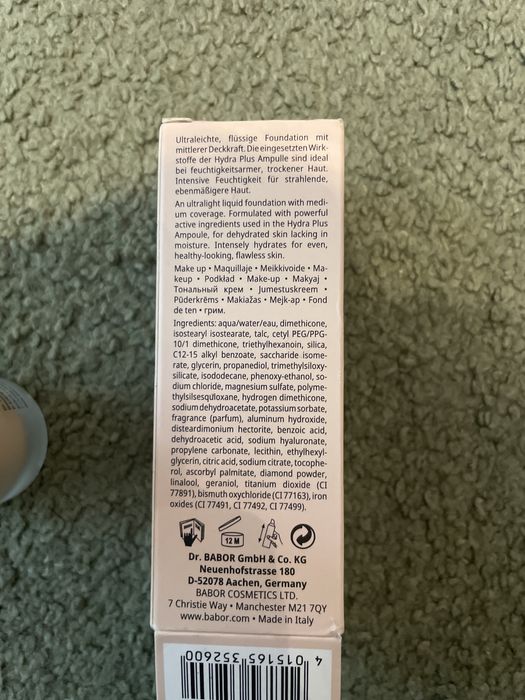 Ultraleichte, flüssige Foundation mit
mittlerer Deckkraft. Die eingesetzten Wirk-
stoffe der Hydra Plus Ampulle sind ideal
bei feuchtigkeitsarmer, trockener Haut.
Intensive Feuchtigkeit für strahlende,
ebenmäßigere Haut.
An ultralight liquid foundation with medi-
um coverage. Formulated with powerful
active ingredients used in the Hydra Plus
Ampoule, for dehydrated skin lacking in
moisture. Intensely hydrates for even,
healthy-looking, flawless skin.
Make up • Maquillaje • Meikkivoide • Ma-
keup • Podkład • Make-up • Makyaj •
Тональный крем • Jumestuskreem •
Pūderkrēms • Makiažas • Mejk-ap • Fond
de ten • грим.
Ingredients: aqua/water/eau, dimethicone,
isostearyl isostearate, talc, cetyl PEG/PPG-
10/1 dimethicone, triethylhexanoin, silica,
C12-15 alkyl benzoate, saccharide isome-
rate, glycerin, propanediol, trimethylsiloxy-
silicate, isododecane, phenoxy-ethanol, so-
dium chloride, magnesium sulfate, polyme-
thylsilsesquioxane, hydrogen dimethicone,
sodium dehydroacetate, potassium sorbate,
fragrance (parfum), aluminum hydroxide,
disteardimonium hectorite, benzoic acid,
dehydroacetic acid, sodium hyaluronate,
propylene carbonate, lecithin, ethylhexyl-
glycerin, citric acid, sodium citrate, tocophe-
rol, ascorbyl palmitate, diamond powder,
linalool, geraniol, titanium dioxide (CI
77891), bismuth oxychloride (CI 77163), iron
oxides (CI 77491, CI 77492, CI 77499).
12 M
Dr. BABOR GmbH & Co. KG
Neuenhofstrasse 180
D-52078 Aachen, Germany
BABOR COSMETICS LTD.
7 Christie Way • Manchester M21 7QY
www.babor.com • Made in Italy
4 015165 352600